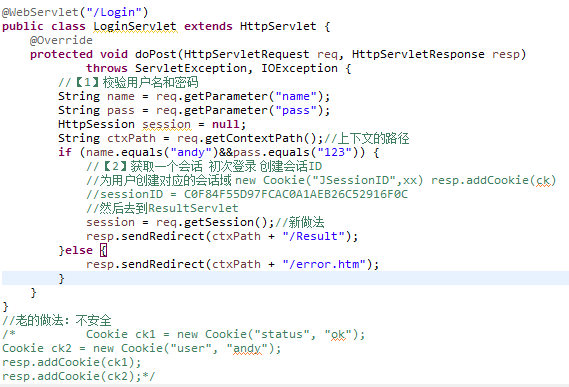 @WebServlet("/Login")
public class LoginServlet extends HttpServlet {
@Override
protected void doPost(HttpServletRequest req, HttpServletResponse resp)
throws ServletException, IOException {
//【1】校验用户名和密码
String name = req.getParameter("name");
String pass = req.getParameter("pass");
HttpSession session = null;
String ctxPath = req.getContextPath();//上下文的路径
if (name.equals("andy")&&pass.equals("123")) {
//【2】获取一个会话 初次登录 创建会话ID
//为用户创建对应的会话域 new Cookie("JSessionID",xx) resp.addCookie(ck)
//sessionID = C0F84F55D97FCAC0A1AEB26C52916F0C
//然后去到ResultServlet
session = req.getSession();//新做法
resp.sendRedirect(ctxPath + "/Result");
}else {
resp.sendRedirect(ctxPath + "/error.htm");
}
}
}
//老的做法: 不安全
/* Cookie ck1 = new Cookie("status", "ok");
Cookie ck2 = new Cookie("user", "andy");
resp.addCookie(ck1);
resp.addCookie(ck2);*/